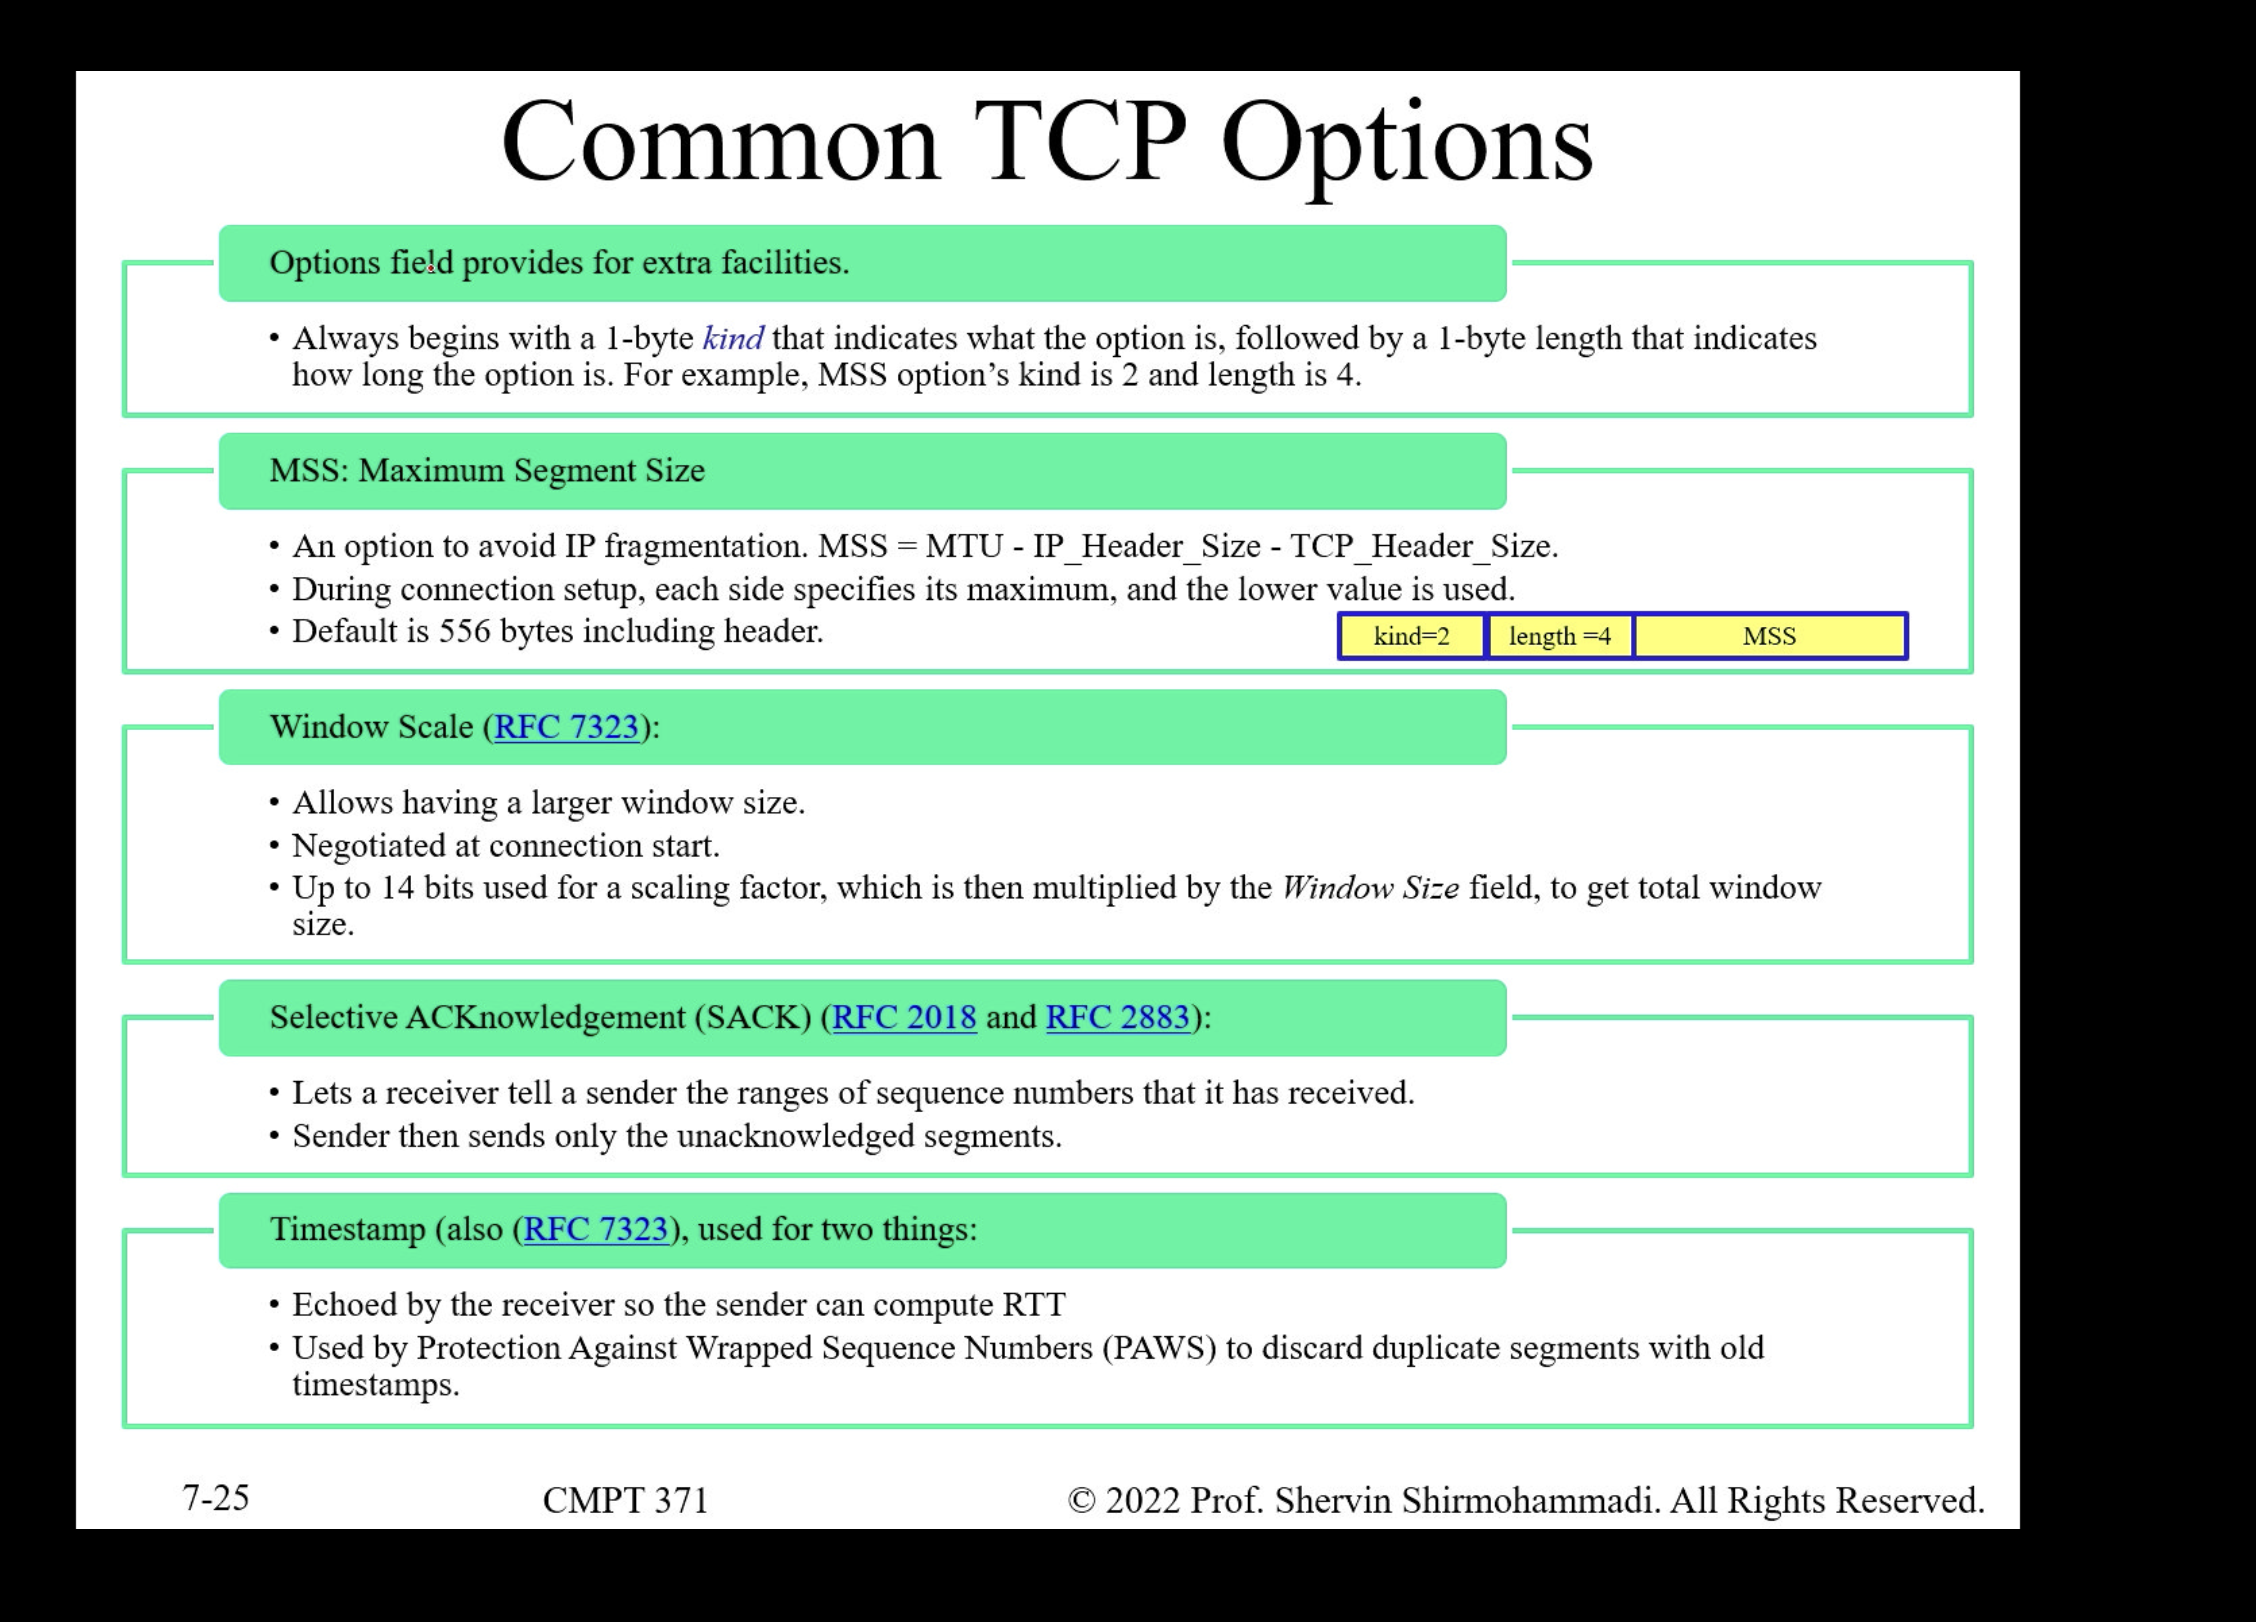 Common TCP Options
Options field provides for extra facilities.
• Always begins with a 1-byte kind that indicates what the option is, followed by a 1-byte length that indicates
how long the option is. For example, MSS option’s kind is 2 and length is 4.
MSS: Maximum Segment Size
• An option to avoid IP fragmentation. MSS = MTU - IP_Header_Size - TCP_Header_Size.
• During connection setup, each side specifies its maximum, and the lower value is used.
• Default is 556 bytes including header.
kind=2 length =4 MSS
Window Scale (RFC 7323):
• Allows having a larger window size.
• Negotiated at connection start.
• Up to 14 bits used for a scaling factor, which is then multiplied by the Window Size field, to get total window
size.
Selective ACKnowledgement (SACK) (RFC 2018 and RFC 2883):
• Lets a receiver tell a sender the ranges of sequence numbers that it has received.
• Sender then sends only the unacknowledged segments.
Timestamp (also (RFC 7323), used for two things:
• Echoed by the receiver so the sender can compute RTT
• Used by Protection Against Wrapped Sequence Numbers (PAWS) to discard duplicate segments with old
timestamps.
7-25 CMPT 371 © 2022 Prof. Shervin Shirmohammadi. All Rights Reserved.